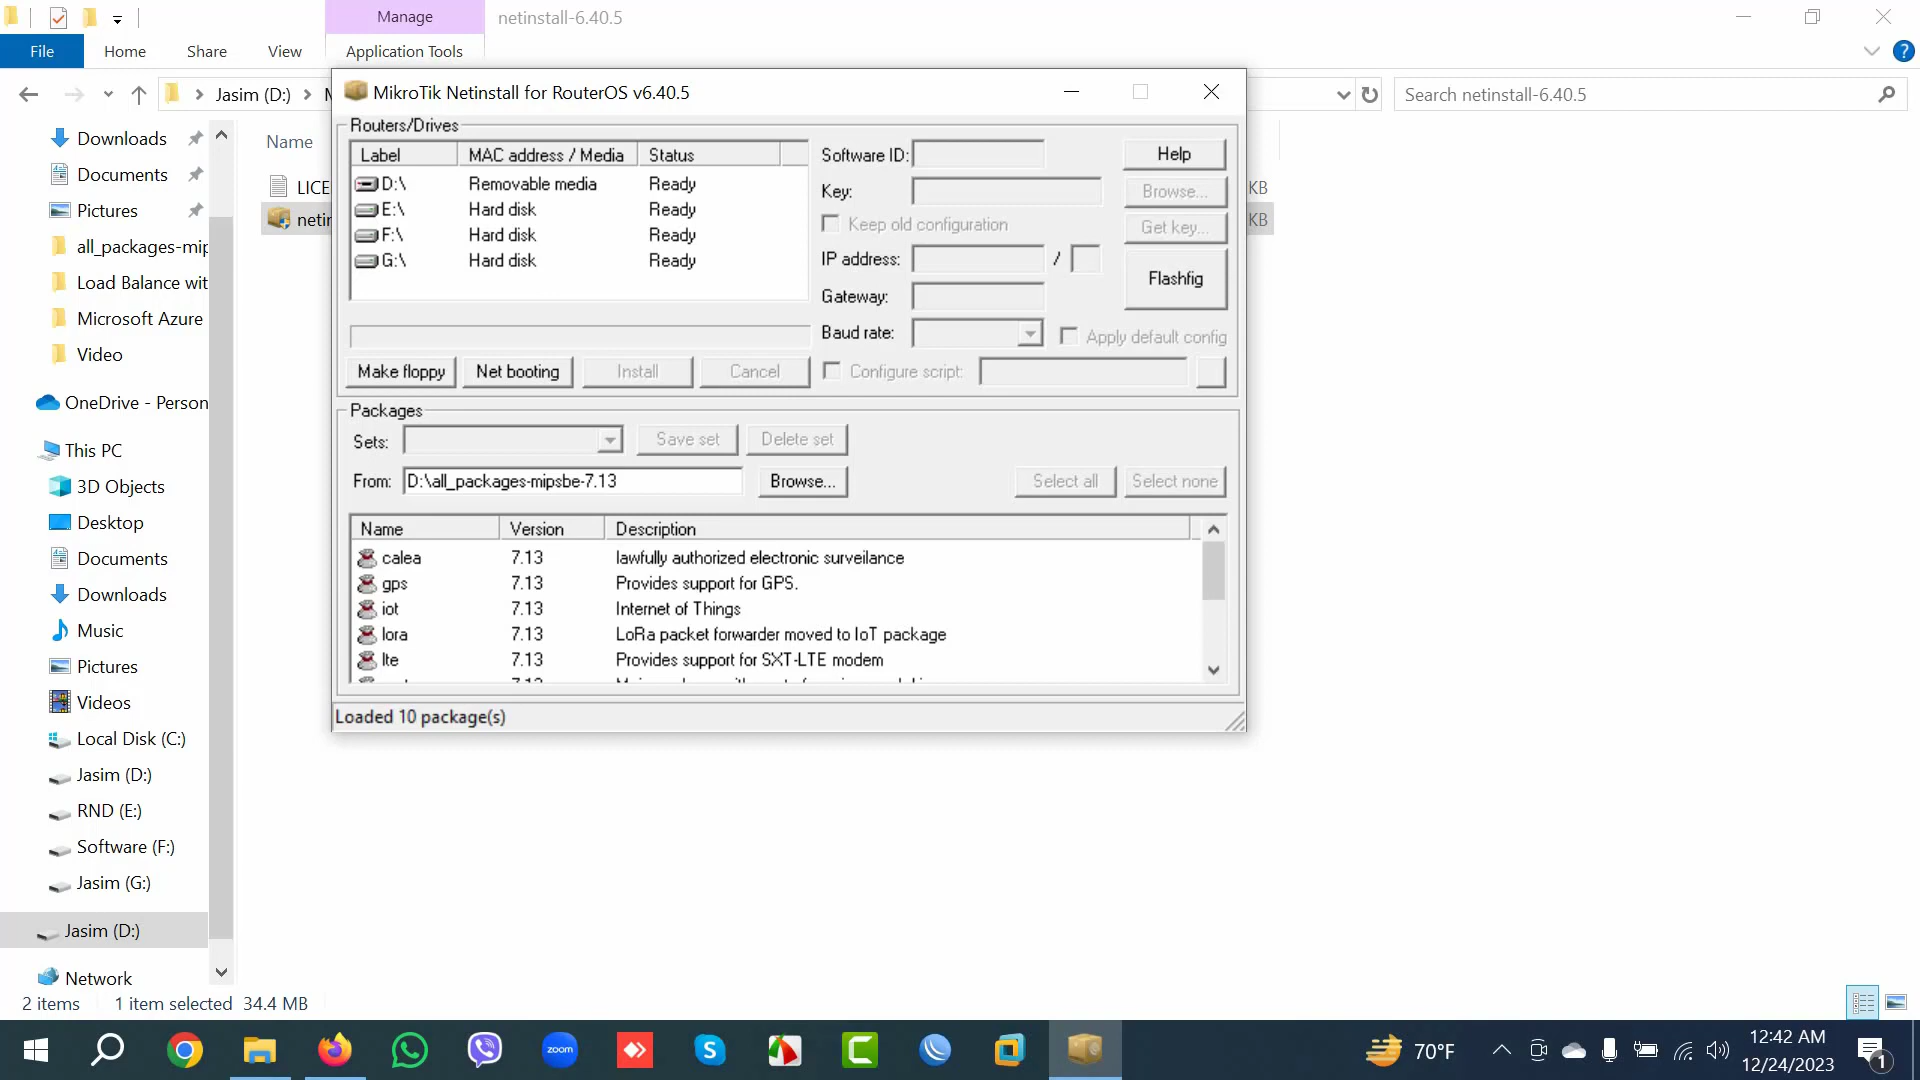 Manage
netinstall-6.40.5
File
Home
Share
View
Application Tools
Jasim (D:)
Search netinstall-6.40.5
Downloads
Documents
Pictures
all_packages-mip
Load Balance wit
Microsoft Azure
Video
OneDrive - Person
This PC
3D Objects
Desktop
Documents
Downloads
Music
Pictures
Videos
Local Disk (C:)
Jasim (D:)
RND (E:)
Software (F:)
Jasim (G:)
Jasim (D:)
Network
Name
LICE
netin
KB
KB
MikroTik Netinstall for RouterOS v6.40.5
Routers/Drives
Label MAC address / Media Status
D:\ Removable media Ready
E:\ Hard disk Ready
F:\ Hard disk Ready
G:\ Hard disk Ready
Software ID:
Help
Key:
Browse...
Keep old configuration
Get key...
IP address: /
Flashfig
Gateway:
Baud rate:
Apply default config
Make floppy
Net booting
Install
Cancel
Configure script:
Packages
Sets:
Save set
Delete set
From: D:\all_packages-mipsbe-7.13
Browse...
Select all
Select none
Name Version Description
calea 7.13 lawfully authorized electronic surveilance
gps 7.13 Provides support for GPS.
iot 7.13 Internet of Things
lora 7.13 LoRa packet forwarder moved to IoT package
lte 7.13 Provides support for SXT-LTE modem
Loaded 10 package(s)
2 items 1 item selected 34.4 MB
zoom
70°F
12:42 AM
12/24/2023
1